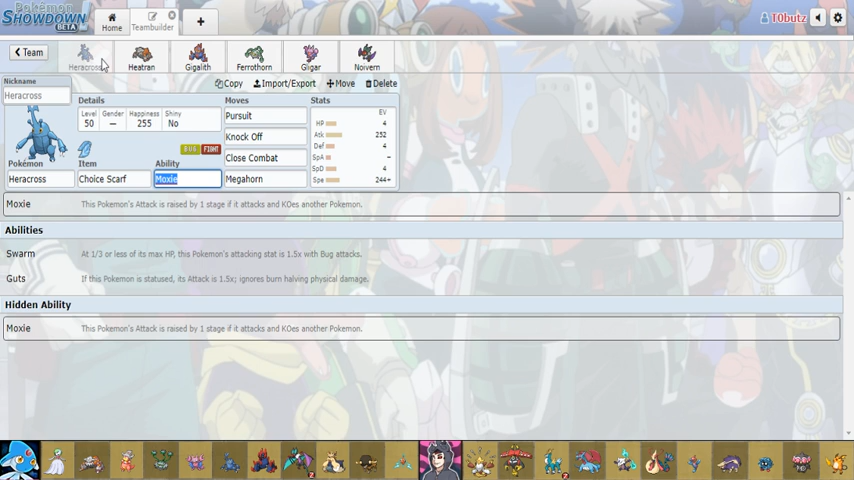 Pokémon
SHOWDOWN
BETA
Home
Teambuilder
T0butz
Team
Heracross
Heatran
Gigalith
Ferrothorn
Gligar
Noivern
Nickname
Heracross
Copy
Import/Export
Move
Delete
Details
Level Gender Happiness Shiny
50 — 255 No
BUG FIGHT
Pokémon
Heracross
Item
Choice Scarf
Ability
Moxie
Moves
Pursuit
Knock Off
Close Combat
Megahorn
Stats
EV
HP 4
Atk 252
Def 4
SpA –
SpD 4
Spe 244+
Moxie This Pokemon's Attack is raised by 1 stage if it attacks and KOes another Pokemon.
Abilities
Swarm At 1/3 or less of its max HP, this Pokemon's attacking stat is 1.5x with Bug attacks.
Guts If this Pokemon is statused, its Attack is 1.5x; ignores burn halving physical damage.
Hidden Ability
Moxie This Pokemon's Attack is raised by 1 stage if it attacks and KOes another Pokemon.